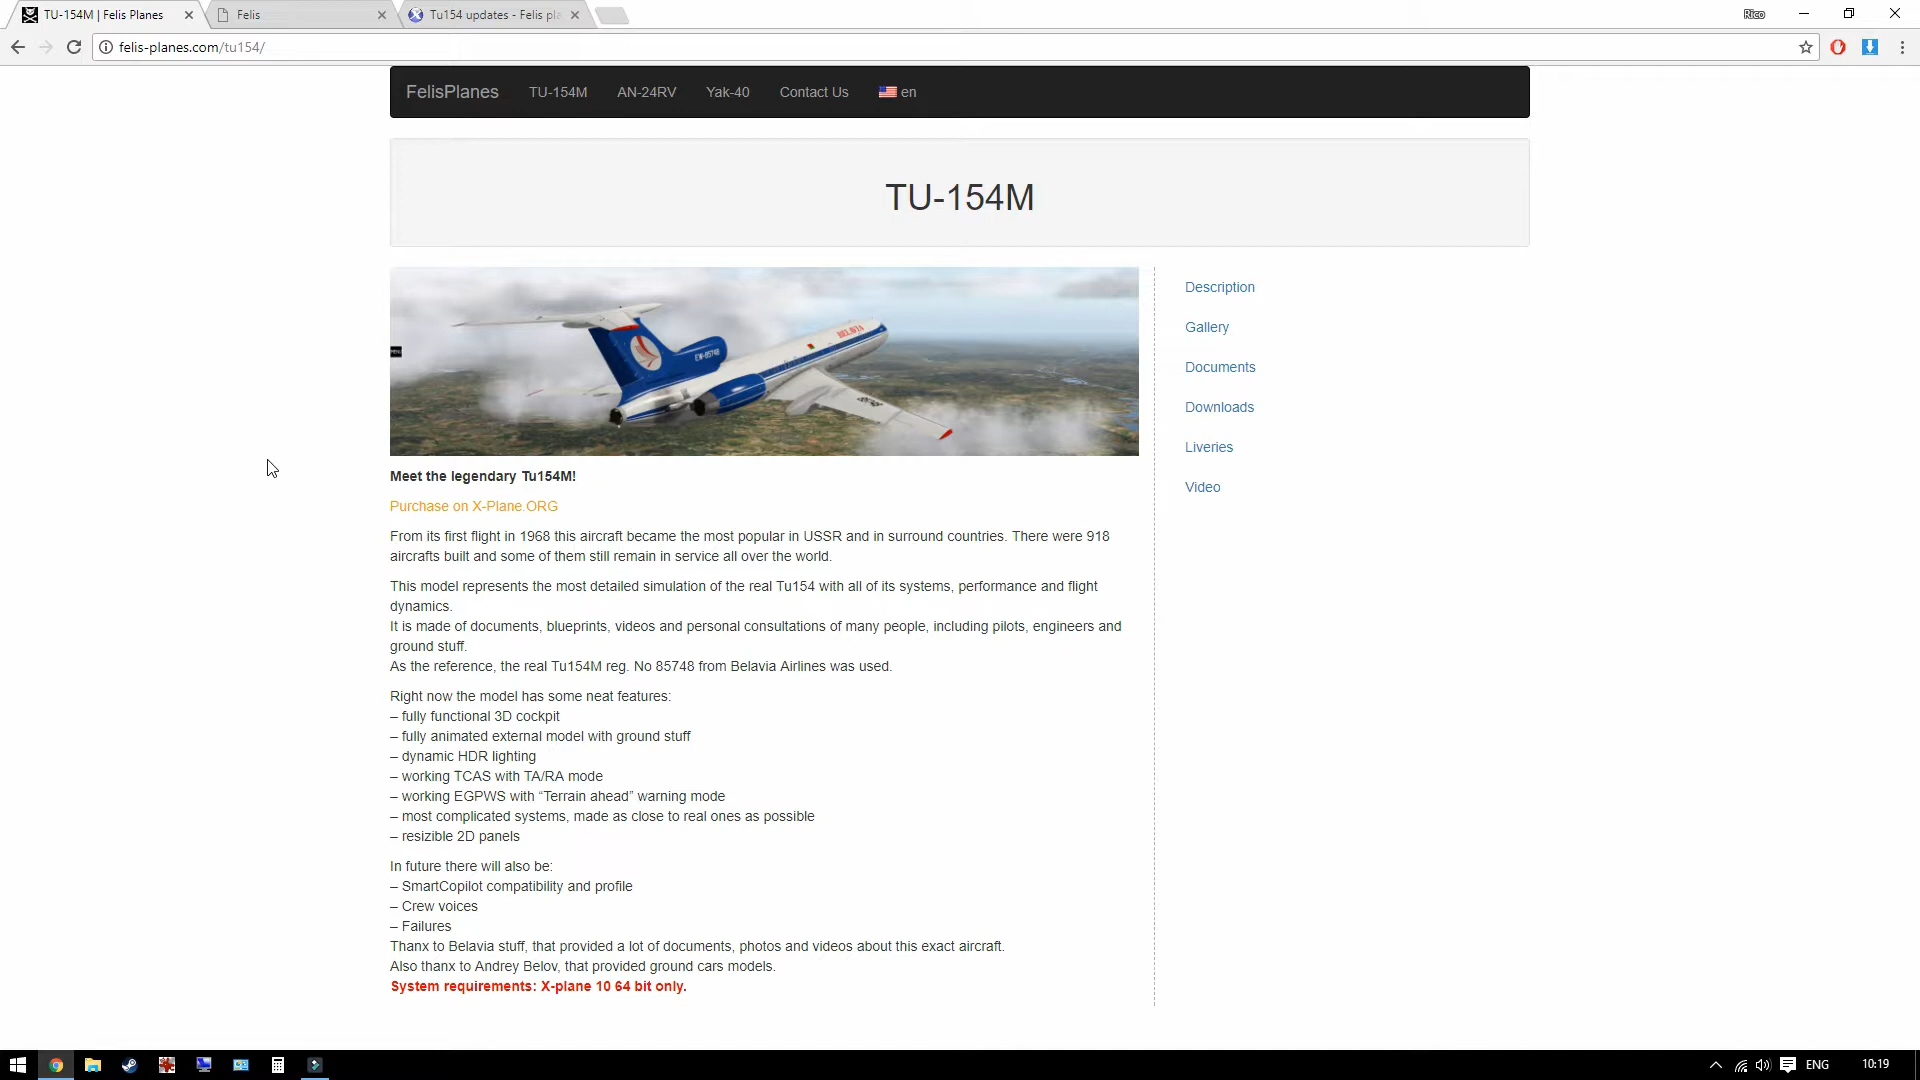 TU-154M | Felis Planes
Felis
Tu154 updates - Felis pl
Rico
felis-planes.com/tu154/
FelisPlanes TU-154M AN-24RV Yak-40 Contact Us en
TU-154M
BELAVIA
EW-85748
85748
MENU
Description
Gallery
Documents
Downloads
Liveries
Video
Meet the legendary Tu154M!
Purchase on X-Plane.ORG
From its first flight in 1968 this aircraft became the most popular in USSR and in surround countries. There were 918
aircrafts built and some of them still remain in service all over the world.
This model represents the most detailed simulation of the real Tu154 with all of its systems, performance and flight
dynamics.
It is made of documents, blueprints, videos and personal consultations of many people, including pilots, engineers and
ground stuff.
As the reference, the real Tu154M reg. No 85748 from Belavia Airlines was used.
Right now the model has some neat features:
– fully functional 3D cockpit
– fully animated external model with ground stuff
– dynamic HDR lighting
– working TCAS with TA/RA mode
– working EGPWS with “Terrain ahead” warning mode
– most complicated systems, made as close to real ones as possible
– resizible 2D panels
In future there will also be:
– SmartCopilot compatibility and profile
– Crew voices
– Failures
Thanx to Belavia stuff, that provided a lot of documents, photos and videos about this exact aircraft.
Also thanx to Andrey Belov, that provided ground cars models.
System requirements: X-plane 10 64 bit only.
ENG
10:19